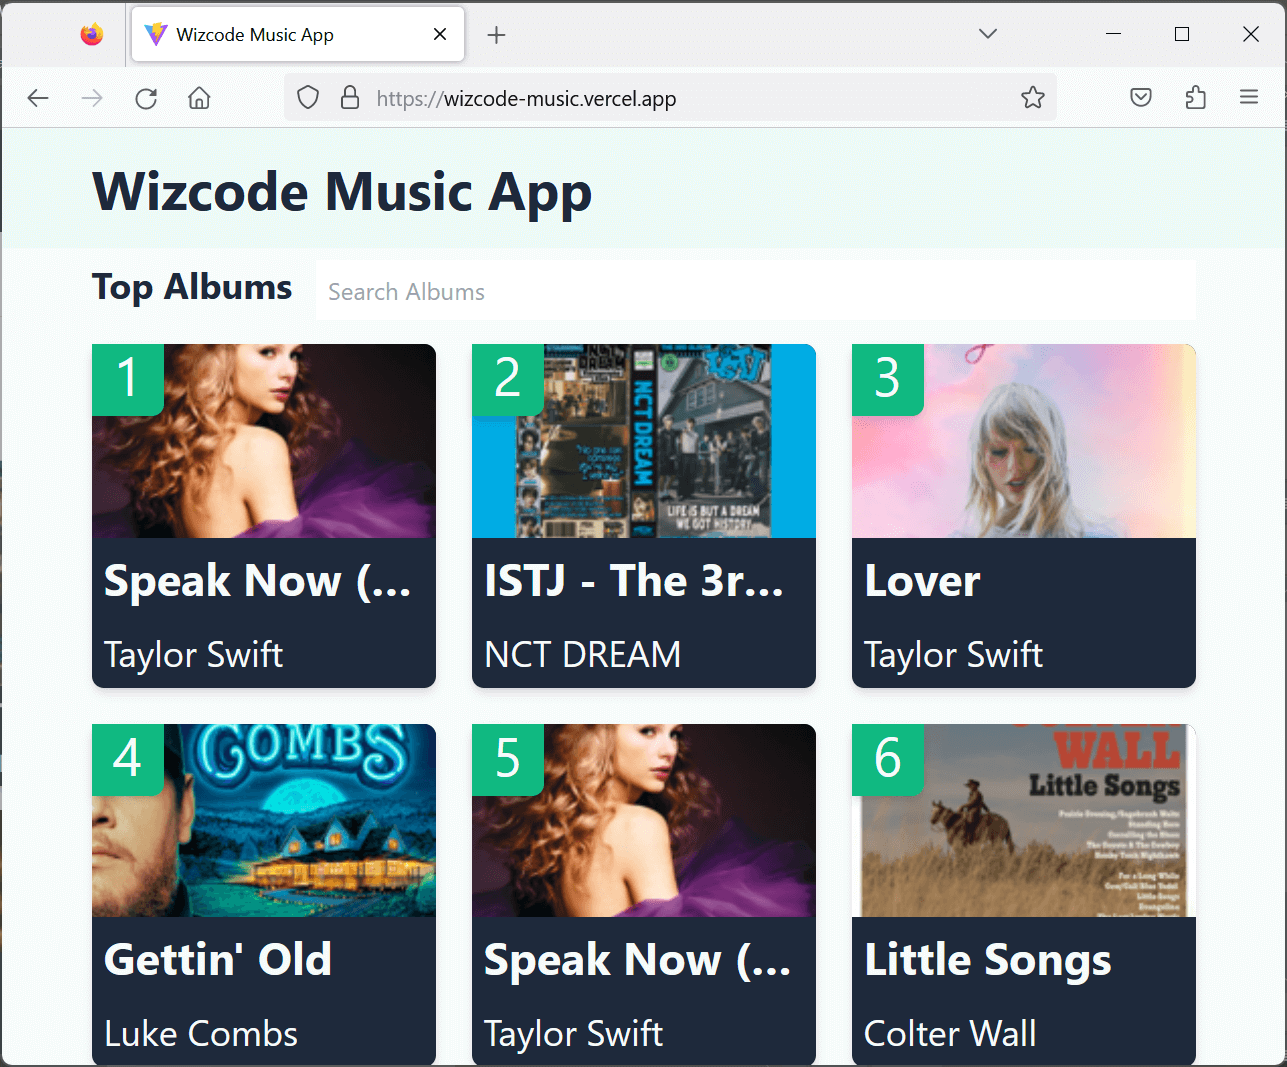 Wizcode Music App
https://wizcode-music.vercel.app
Wizcode Music App
Top Albums
Search Albums
1
2
NCT DREAM
LIFE IS BUT A DREAM
WE GOT HISTORY
3
Speak Now (...
ISTJ - The 3r...
Lover
Taylor Swift
NCT DREAM
Taylor Swift
4
COMBS
5
6
WALL
Little Songs
Gettin' Old
Speak Now (...
Little Songs
Luke Combs
Taylor Swift
Colter Wall